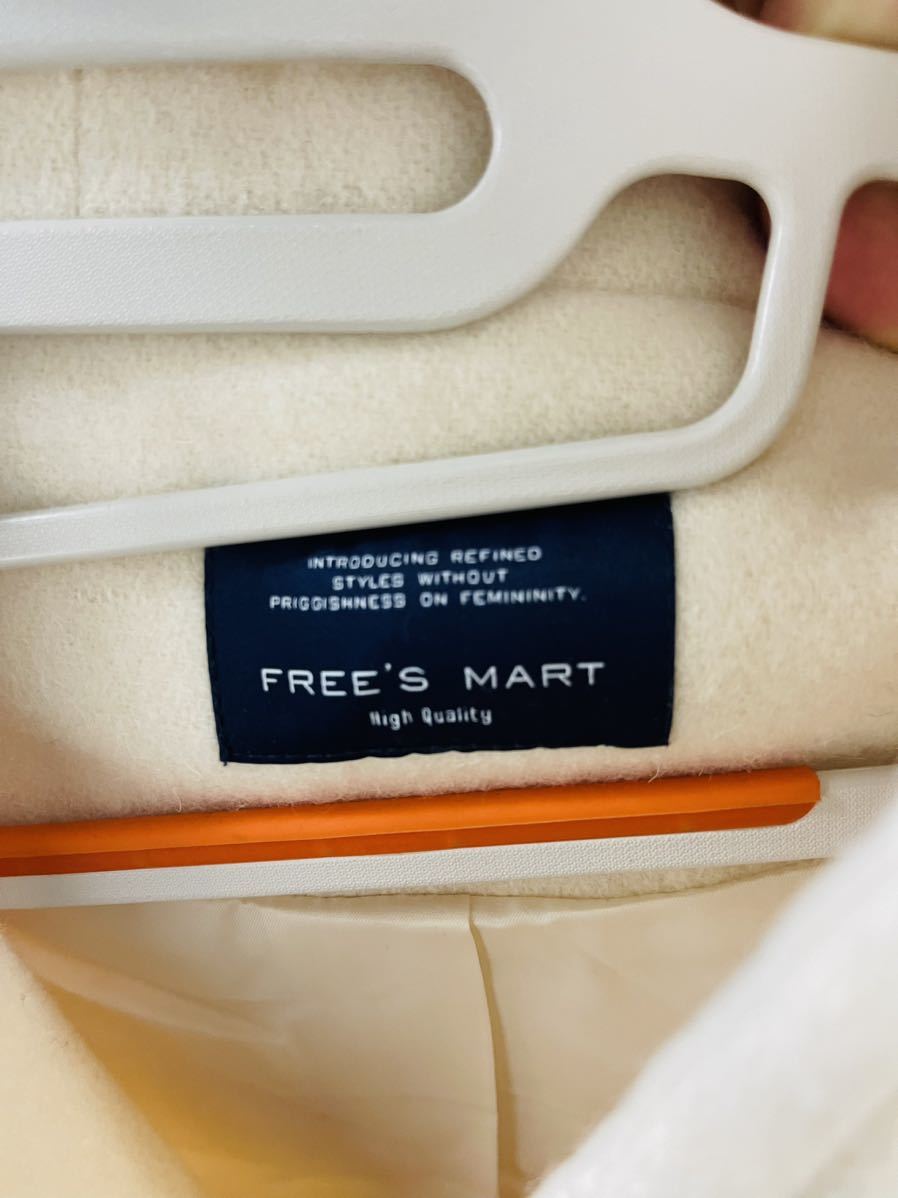 INTRODUCING REFINED
STYLES WITHOUT
PRIGGISHNESS ON FEMININITY.
FREE'S MART
High Quality